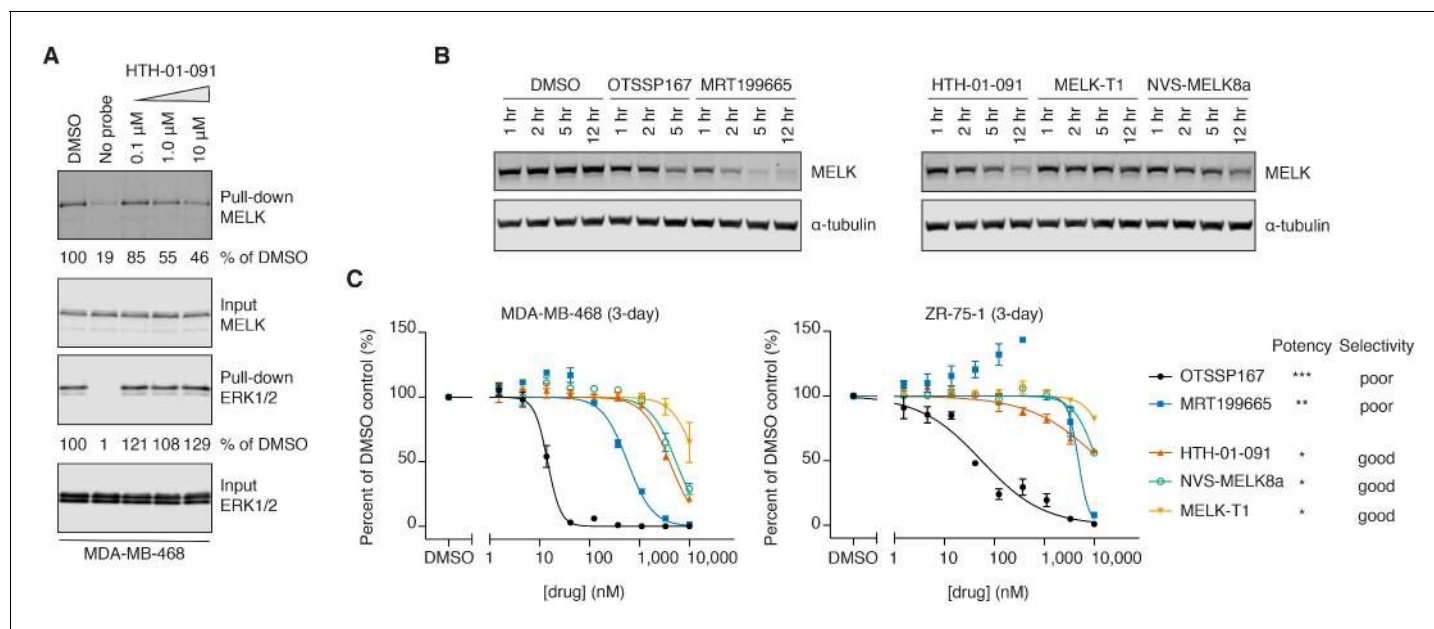 A
HTH-01-091
DMSO
No probe
0.1 μM
1.0 μM
10 μM
Pull-down
MELK
100 19 85 55 46 % of DMSO
Input
MELK
Pull-down
ERK1/2
100 1 121 108 129 % of DMSO
Input
ERK1/2
MDA-MB-468
B
DMSO OTSSP167 MRT199665
1 hr 2 hr 5 hr 12 hr 1 hr 2 hr 5 hr 1 hr 2 hr 5 hr 12 hr
MELK
α-tubulin
HTH-01-091 MELK-T1 NVS-MELK8a
1 hr 2 hr 5 hr 12 hr 1 hr 2 hr 5 hr 12 hr 1 hr 2 hr 5 hr 12 hr
MELK
α-tubulin
C
MDA-MB-468 (3-day)
Percent of DMSO control (%)
150
100
50
0
DMSO 1 10 100 1,000 10,000
[drug] (nM)
ZR-75-1 (3-day)
Percent of DMSO control (%)
150
100
50
0
DMSO 1 10 100 1,000 10,000
[drug] (nM)
Potency Selectivity
OTSSP167 *** poor
MRT199665 ** poor
HTH-01-091 * good
NVS-MELK8a * good
MELK-T1 * good